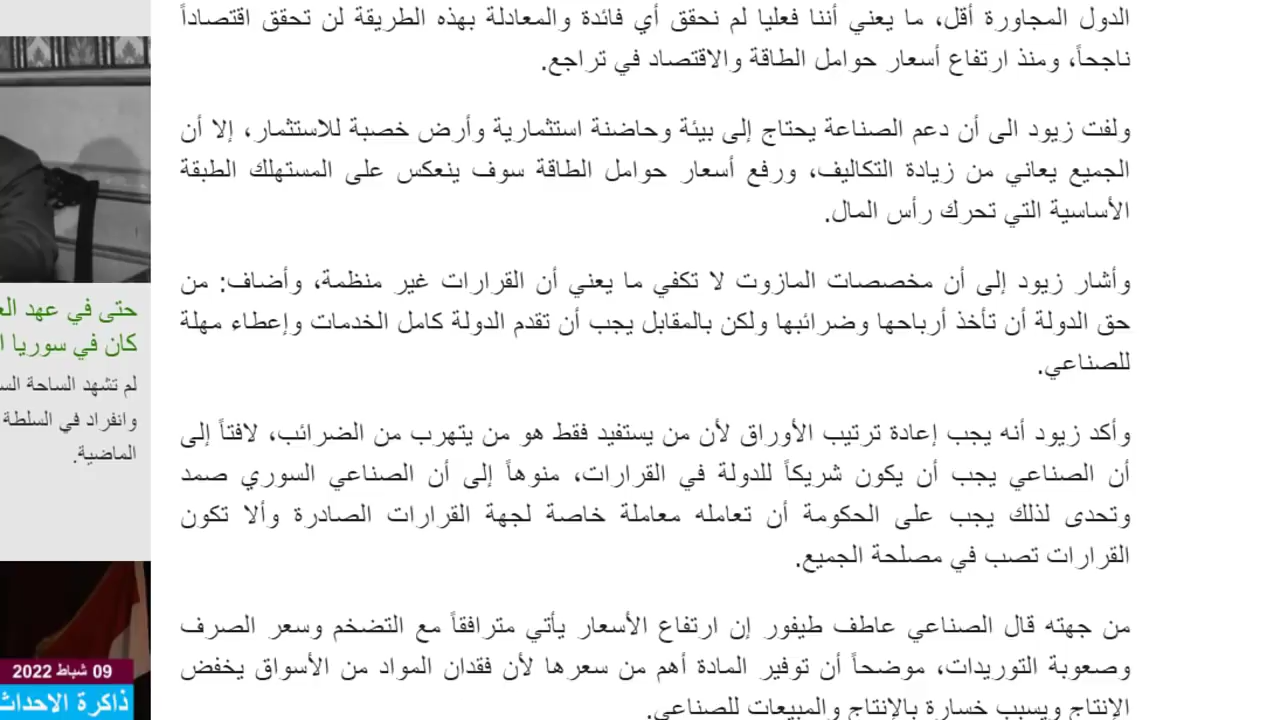 الدول المجاورة أقل، ما يعني أننا فعليا لم نحقق أي فائدة والمعادلة بهذه الطريقة لن تحقق اقتصاداً
ناجحاً، ومنذ ارتفاع أسعار حوامل الطاقة والاقتصاد في تراجع.
ولفت زيود الى أن دعم الصناعة يحتاج إلى بيئة وحاضنة استثمارية وأرض خصبة للاستثمار، إلا أن
الجميع يعاني من زيادة التكاليف، ورفع أسعار حوامل الطاقة سوف ينعكس على المستهلك الطبقة
الأساسية التي تحرك رأس المال.
وأشار زيود إلى أن مخصصات المازوت لا تكفي ما يعني أن القرارات غير منظمة، وأضاف: من
حق الدولة أن تأخذ أرباحها وضرائبها ولكن بالمقابل يجب أن تقدم الدولة كامل الخدمات وإعطاء مهلة
للصناعي.
وأكد زيود أنه يجب إعادة ترتيب الأوراق لأن من يستفيد فقط هو من يتهرب من الضرائب، لافتاً إلى
أن الصناعي يجب أن يكون شريكاً للدولة في القرارات، منوهاً إلى أن الصناعي السوري صمد
وتحدى لذلك يجب على الحكومة أن تعامله معاملة خاصة لجهة القرارات الصادرة وألا تكون
القرارات تصب في مصلحة الجميع.
من جهته قال الصناعي عاطف طيفور إن ارتفاع الأسعار يأتي مترافقاً مع التضخم وسعر الصرف
وصعوبة التوريدات، موضحاً أن توفير المادة أهم من سعرها لأن فقدان المواد من الأسواق يخفض
الإنتاج ويسبب خسارة بالإنتاج والمبيعات للصناعي.
حتى في عهد
كان في سوريا
لم تشهد الساحة
وانفراد في السلطة
الماضية.
09 شباط 2022
ذاكرة الاحداث